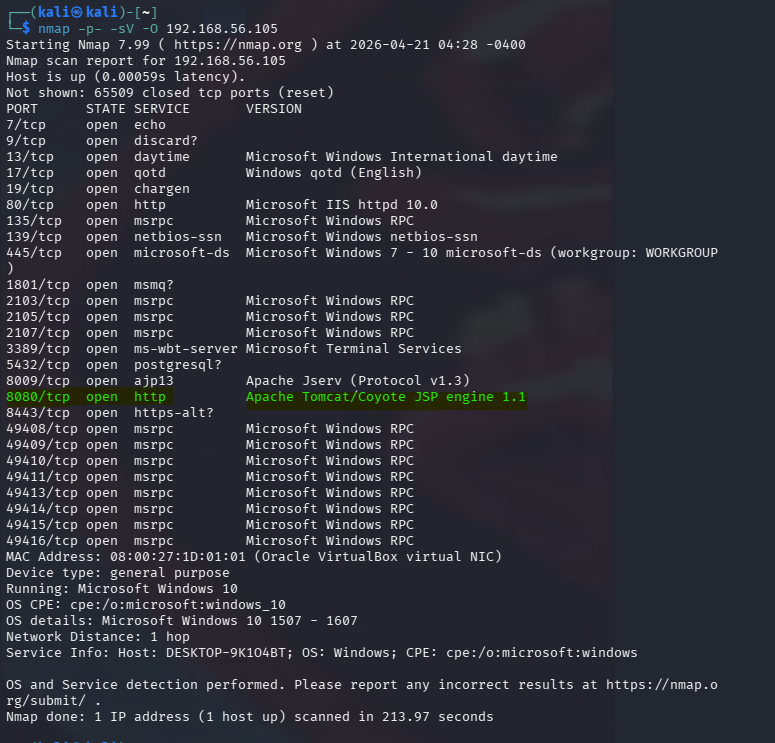 ┌──(kali㉿kali)-[~]
└─$ nmap -p- -sV -O 192.168.56.105
Starting Nmap 7.99 ( https://nmap.org ) at 2026-04-21 04:28 -0400
Nmap scan report for 192.168.56.105
Host is up (0.00059s latency).
Not shown: 65509 closed tcp ports (reset)
PORT      STATE SERVICE       VERSION
7/tcp     open  echo
9/tcp     open  discard?
13/tcp    open  daytime       Microsoft Windows International daytime
17/tcp    open  qotd          Windows qotd (English)
19/tcp    open  chargen
80/tcp    open  http          Microsoft IIS httpd 10.0
135/tcp   open  msrpc         Microsoft Windows RPC
139/tcp   open  netbios-ssn   Microsoft Windows netbios-ssn
445/tcp   open  microsoft-ds  Microsoft Windows 7 - 10 microsoft-ds (workgroup: WORKGROUP
)
1801/tcp  open  msmq?
2103/tcp  open  msrpc         Microsoft Windows RPC
2105/tcp  open  msrpc         Microsoft Windows RPC
2107/tcp  open  msrpc         Microsoft Windows RPC
3389/tcp  open  ms-wbt-server Microsoft Terminal Services
5432/tcp  open  postgresql?
8009/tcp  open  ajp13         Apache Jserv (Protocol v1.3)
8080/tcp  open  http          Apache Tomcat/Coyote JSP engine 1.1
8443/tcp  open  https-alt?
49408/tcp open  msrpc         Microsoft Windows RPC
49409/tcp open  msrpc         Microsoft Windows RPC
49410/tcp open  msrpc         Microsoft Windows RPC
49411/tcp open  msrpc         Microsoft Windows RPC
49413/tcp open  msrpc         Microsoft Windows RPC
49414/tcp open  msrpc         Microsoft Windows RPC
49415/tcp open  msrpc         Microsoft Windows RPC
49416/tcp open  msrpc         Microsoft Windows RPC
MAC Address: 08:00:27:1D:01:01 (Oracle VirtualBox virtual NIC)
Device type: general purpose
Running: Microsoft Windows 10
OS CPE: cpe:/o:microsoft:windows_10
OS details: Microsoft Windows 10 1507 - 1607
Network Distance: 1 hop
Service Info: Host: DESKTOP-9K1O4BT; OS: Windows; CPE: cpe:/o:microsoft:windows

OS and Service detection performed. Please report any incorrect results at https://nmap.o
rg/submit/ .
Nmap done: 1 IP address (1 host up) scanned in 213.97 seconds